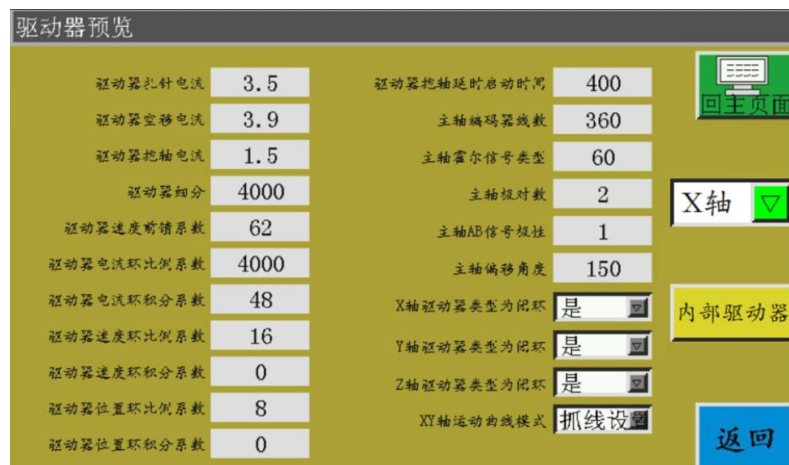 驱动器预览
驱动器扎针电流 3.5
驱动器空移电流 3.9
驱动器抱轴电流 1.5
驱动器细分 4000
驱动器速度前馈系数 62
驱动器电流环比例系数 4000
驱动器电流环积分系数 48
驱动器速度环比例系数 16
驱动器速度环积分系数 0
驱动器位置环比例系数 8
驱动器位置环积分系数 0
驱动器抱轴延时启动时间 400
主轴编码器线数 360
主轴霍尔信号类型 60
主轴极对数 2
主轴AB信号极性 1
主轴偏移角度 150
X轴驱动器类型为闭环 是
Y轴驱动器类型为闭环 是
Z轴驱动器类型为闭环 是
XY轴运动曲线模式 抓线设
回主页面
X轴
内部驱动器
返回